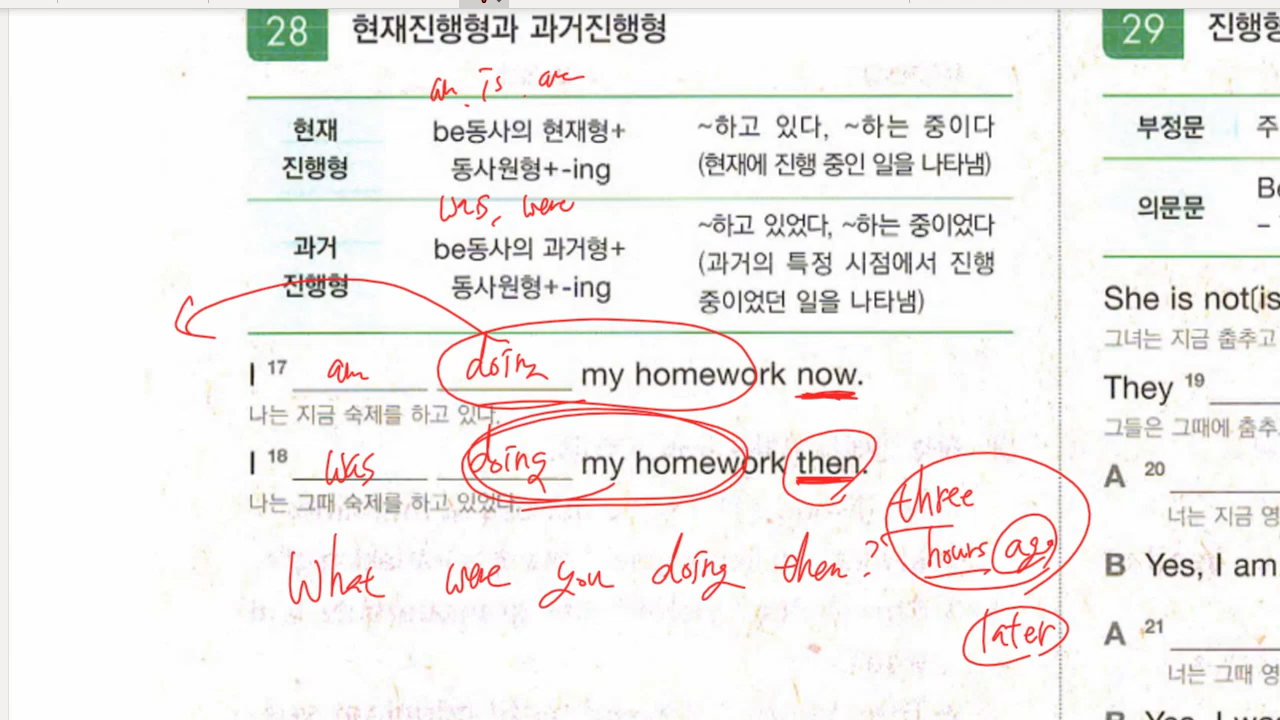 28 현재진행형과 과거진행형
am is are
현재 진행형
be동사의 현재형+
동사원형+-ing
~하고 있다, ~하는 중이다
(현재에 진행 중인 일을 나타냄)
was, were
과거 진행형
be동사의 과거형+
동사원형+-ing
~하고 있었다, ~하는 중이었다
(과거의 특정 시점에서 진행
중이었던 일을 나타냄)
I 17 am doing my homework now.
나는 지금 숙제를 하고 있다.
I 18 was doing my homework then.
나는 그때 숙제를 하고 있었다.
three
hours ago
What were you doing then?
later
29 진행형
부정문 주
의문문
–
She is not(is
그녀는 지금 춤추고
They 19
그들은 그때에 춤추
A 20
너는 지금 영
B Yes, I am
A 21
너는 그때 영